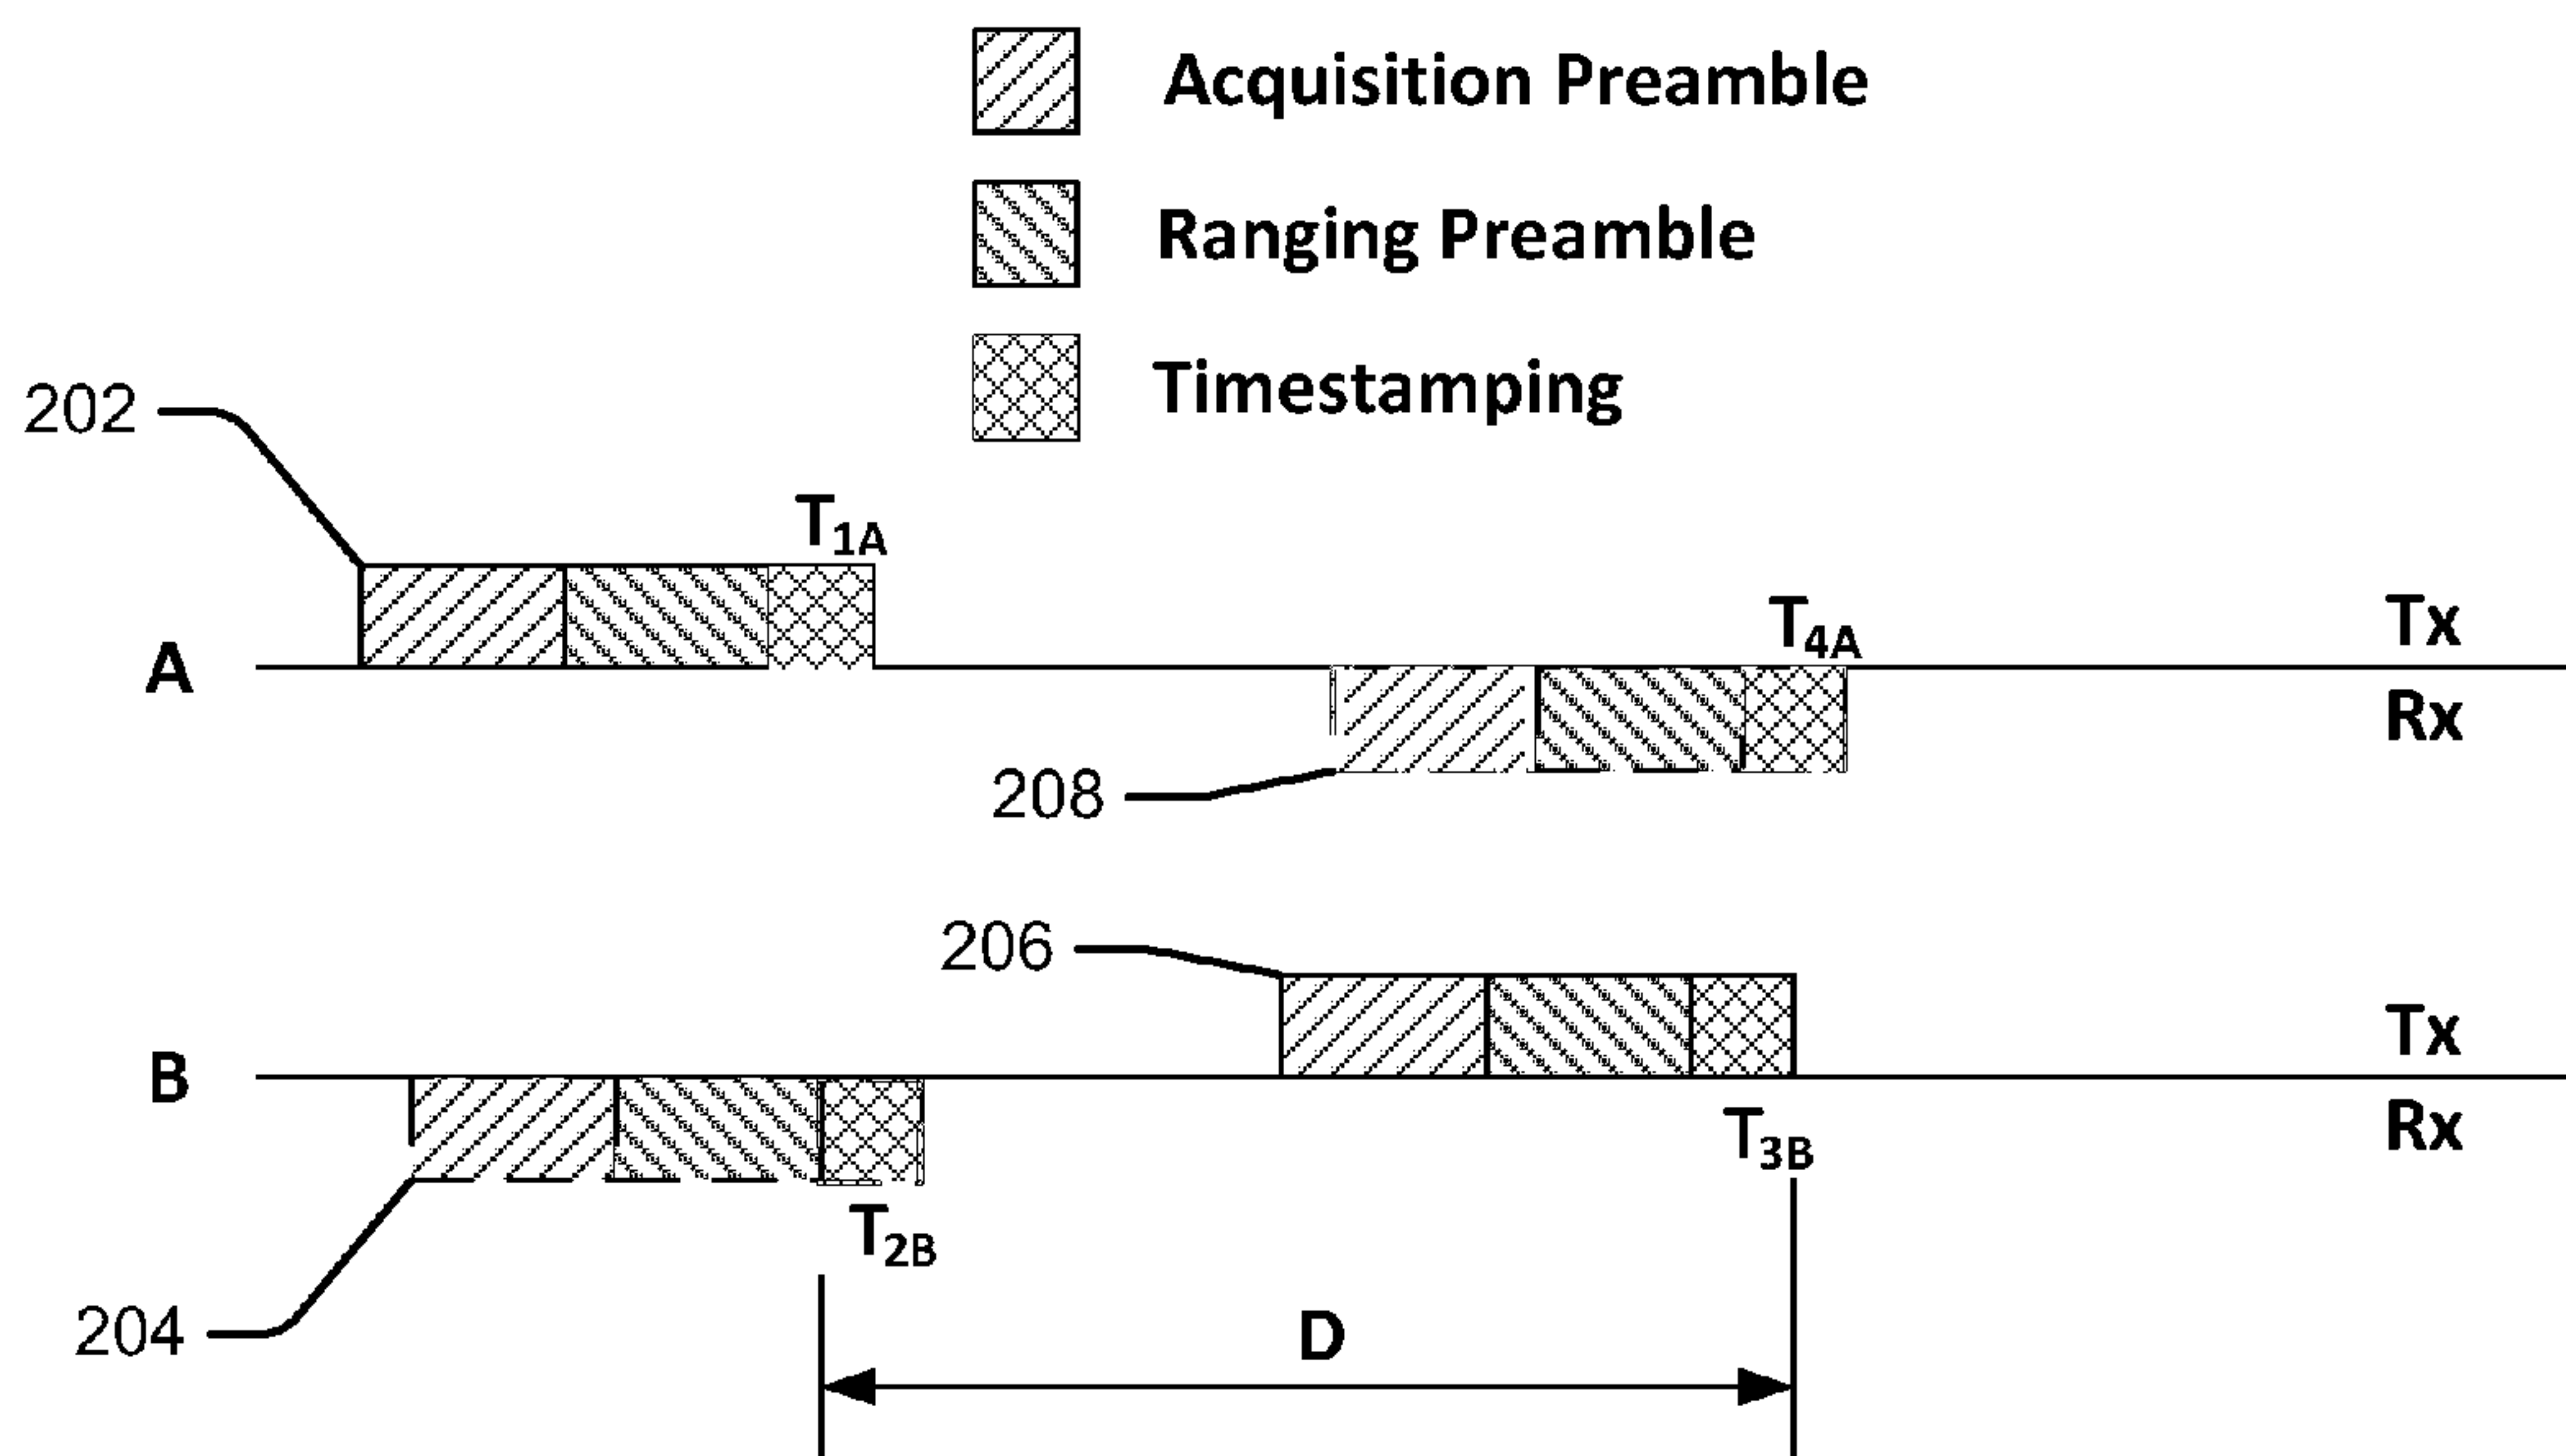 Acquisition Preamble
Ranging Preamble
Timestamping
202
T1A
A
T4A
Tx
Rx
208
206
B
Tx
Rx
T3B
T2B
204
D